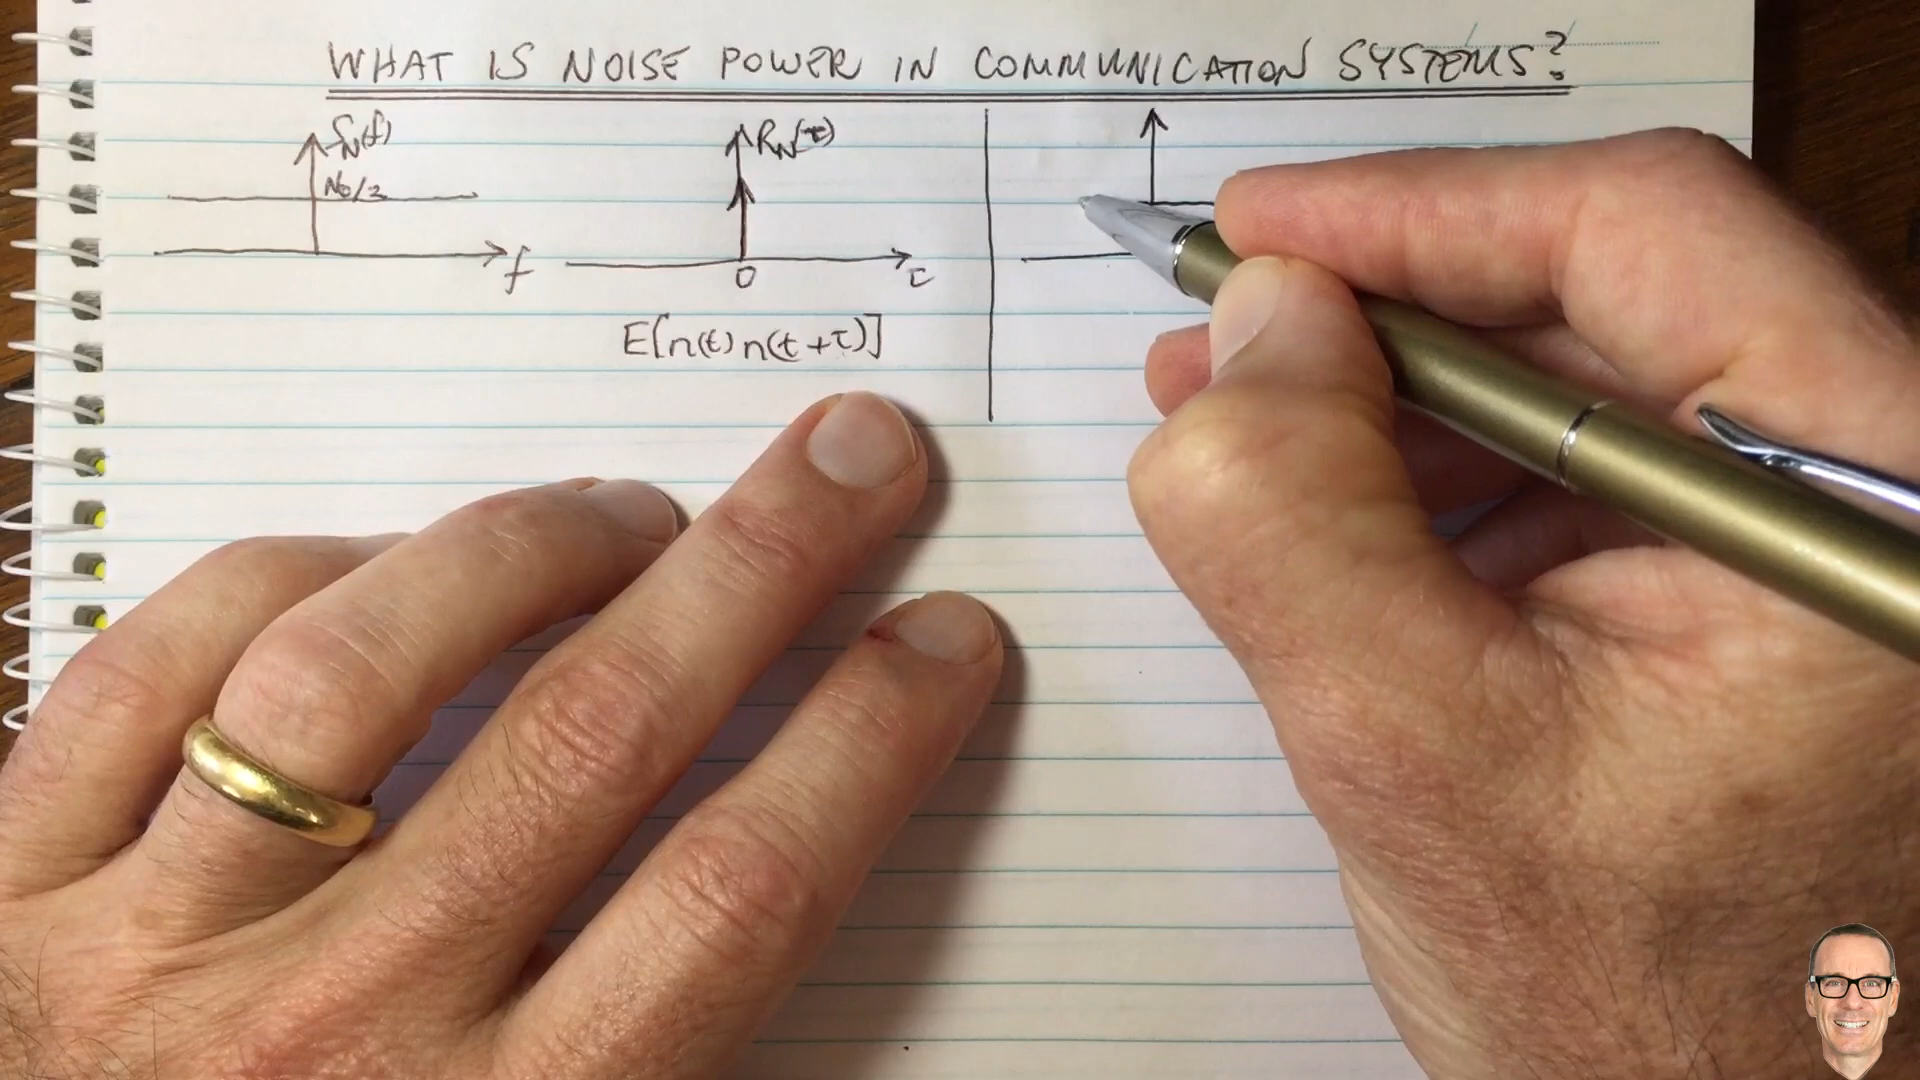 WHAT IS NOISE POWER IN COMMUNICATION SYSTEMS?
S_N(f)
N₀/2
f
R_N(τ)
0
τ
E[n(t)n(t+τ)]